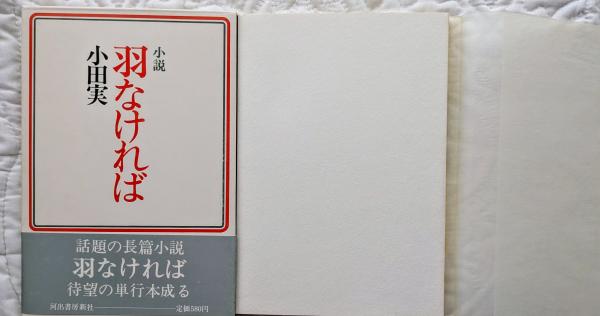 小説
羽なければ
小田実
話題の長篇小説
羽なければ
待望の単行本成る
河出書房新社
定価580円